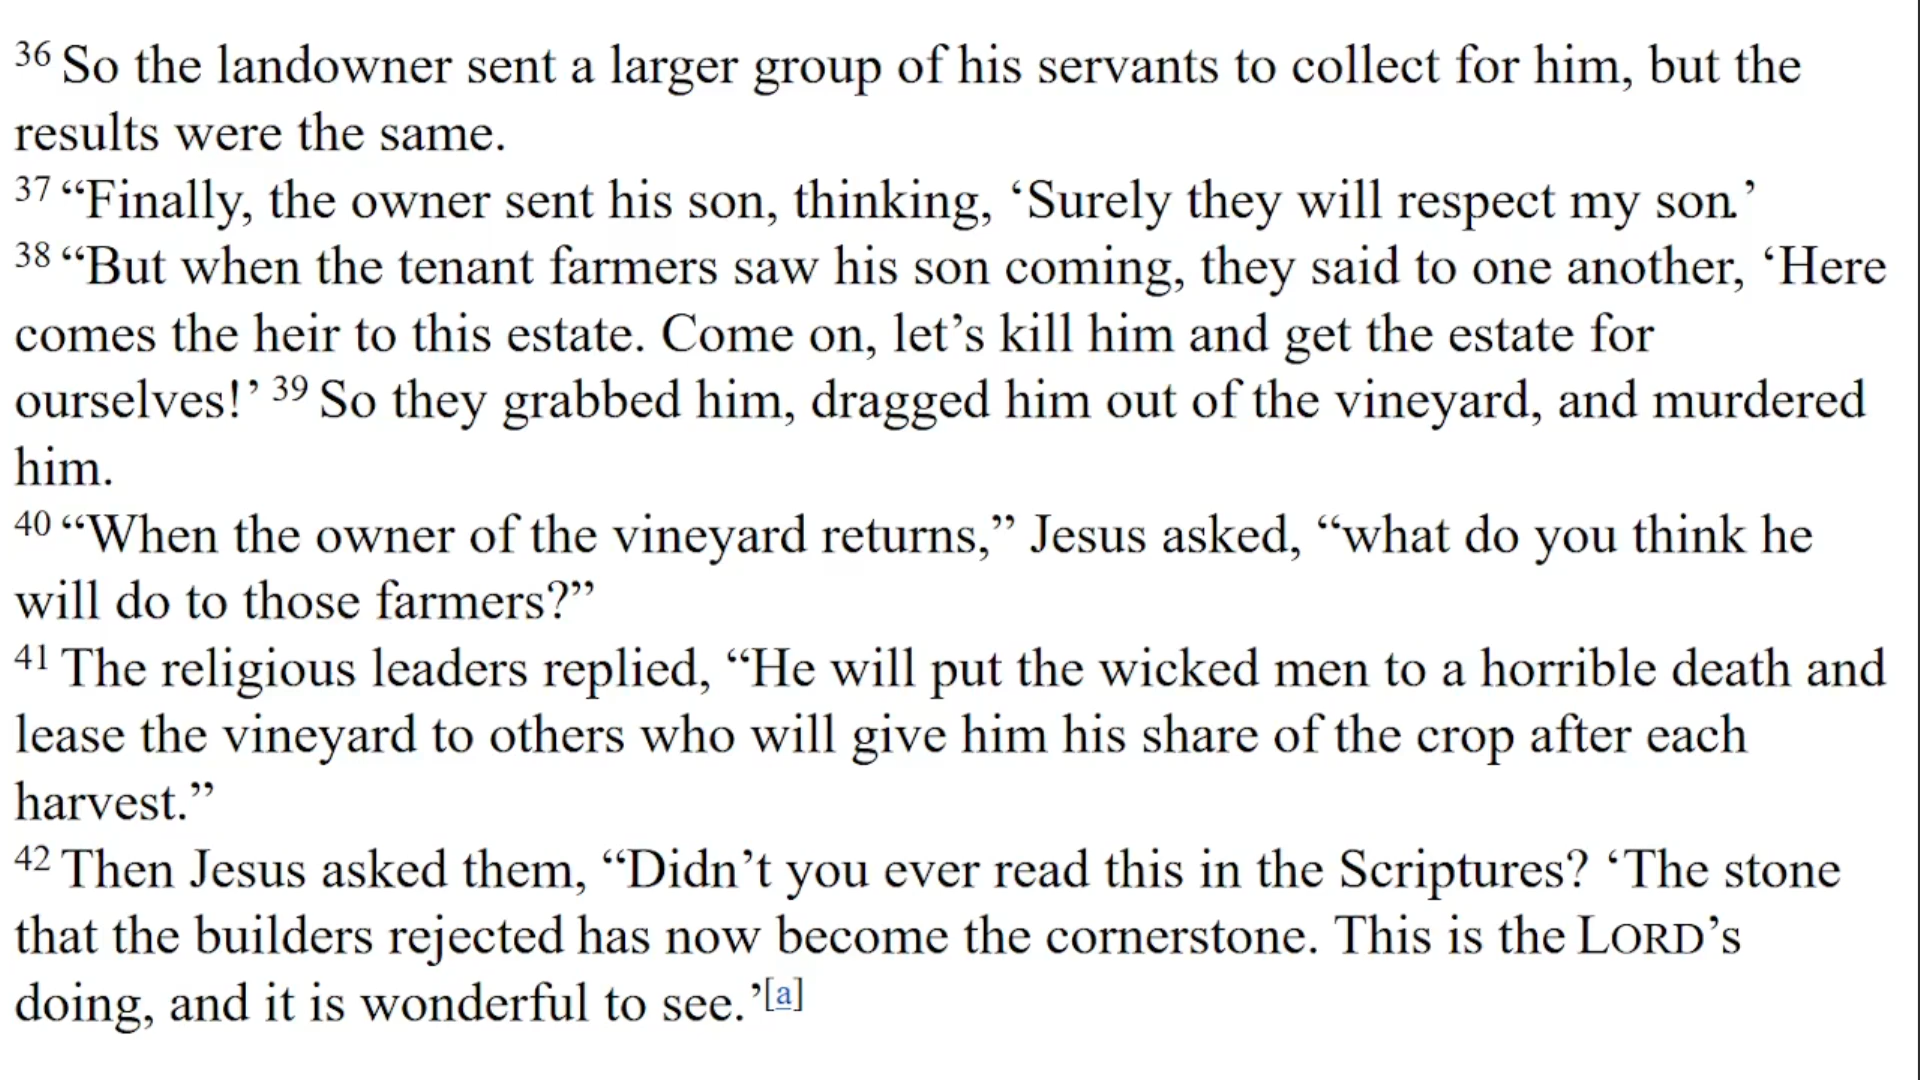 36 So the landowner sent a larger group of his servants to collect for him, but the
results were the same.
37 “Finally, the owner sent his son, thinking, ‘Surely they will respect my son.’
38 “But when the tenant farmers saw his son coming, they said to one another, ‘Here
comes the heir to this estate. Come on, let’s kill him and get the estate for
ourselves!’ 39 So they grabbed him, dragged him out of the vineyard, and murdered
him.
40 “When the owner of the vineyard returns,” Jesus asked, “what do you think he
will do to those farmers?”
41 The religious leaders replied, “He will put the wicked men to a horrible death and
lease the vineyard to others who will give him his share of the crop after each
harvest.”
42 Then Jesus asked them, “Didn’t you ever read this in the Scriptures? ‘The stone
that the builders rejected has now become the cornerstone. This is the LORD’s
doing, and it is wonderful to see.’[a]